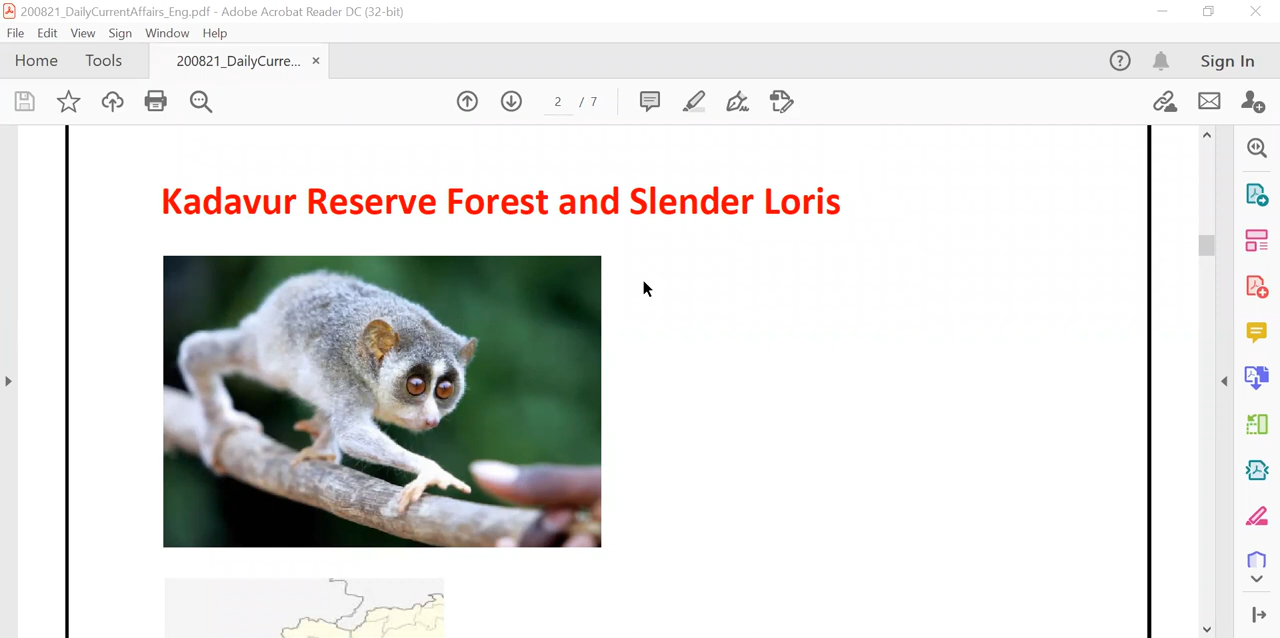 200821_DailyCurrentAffairs_Eng.pdf - Adobe Acrobat Reader DC (32-bit)
File Edit View Sign Window Help
Home Tools 200821_DailyCurre... × Sign In
2 / 7
Kadavur Reserve Forest and Slender Loris